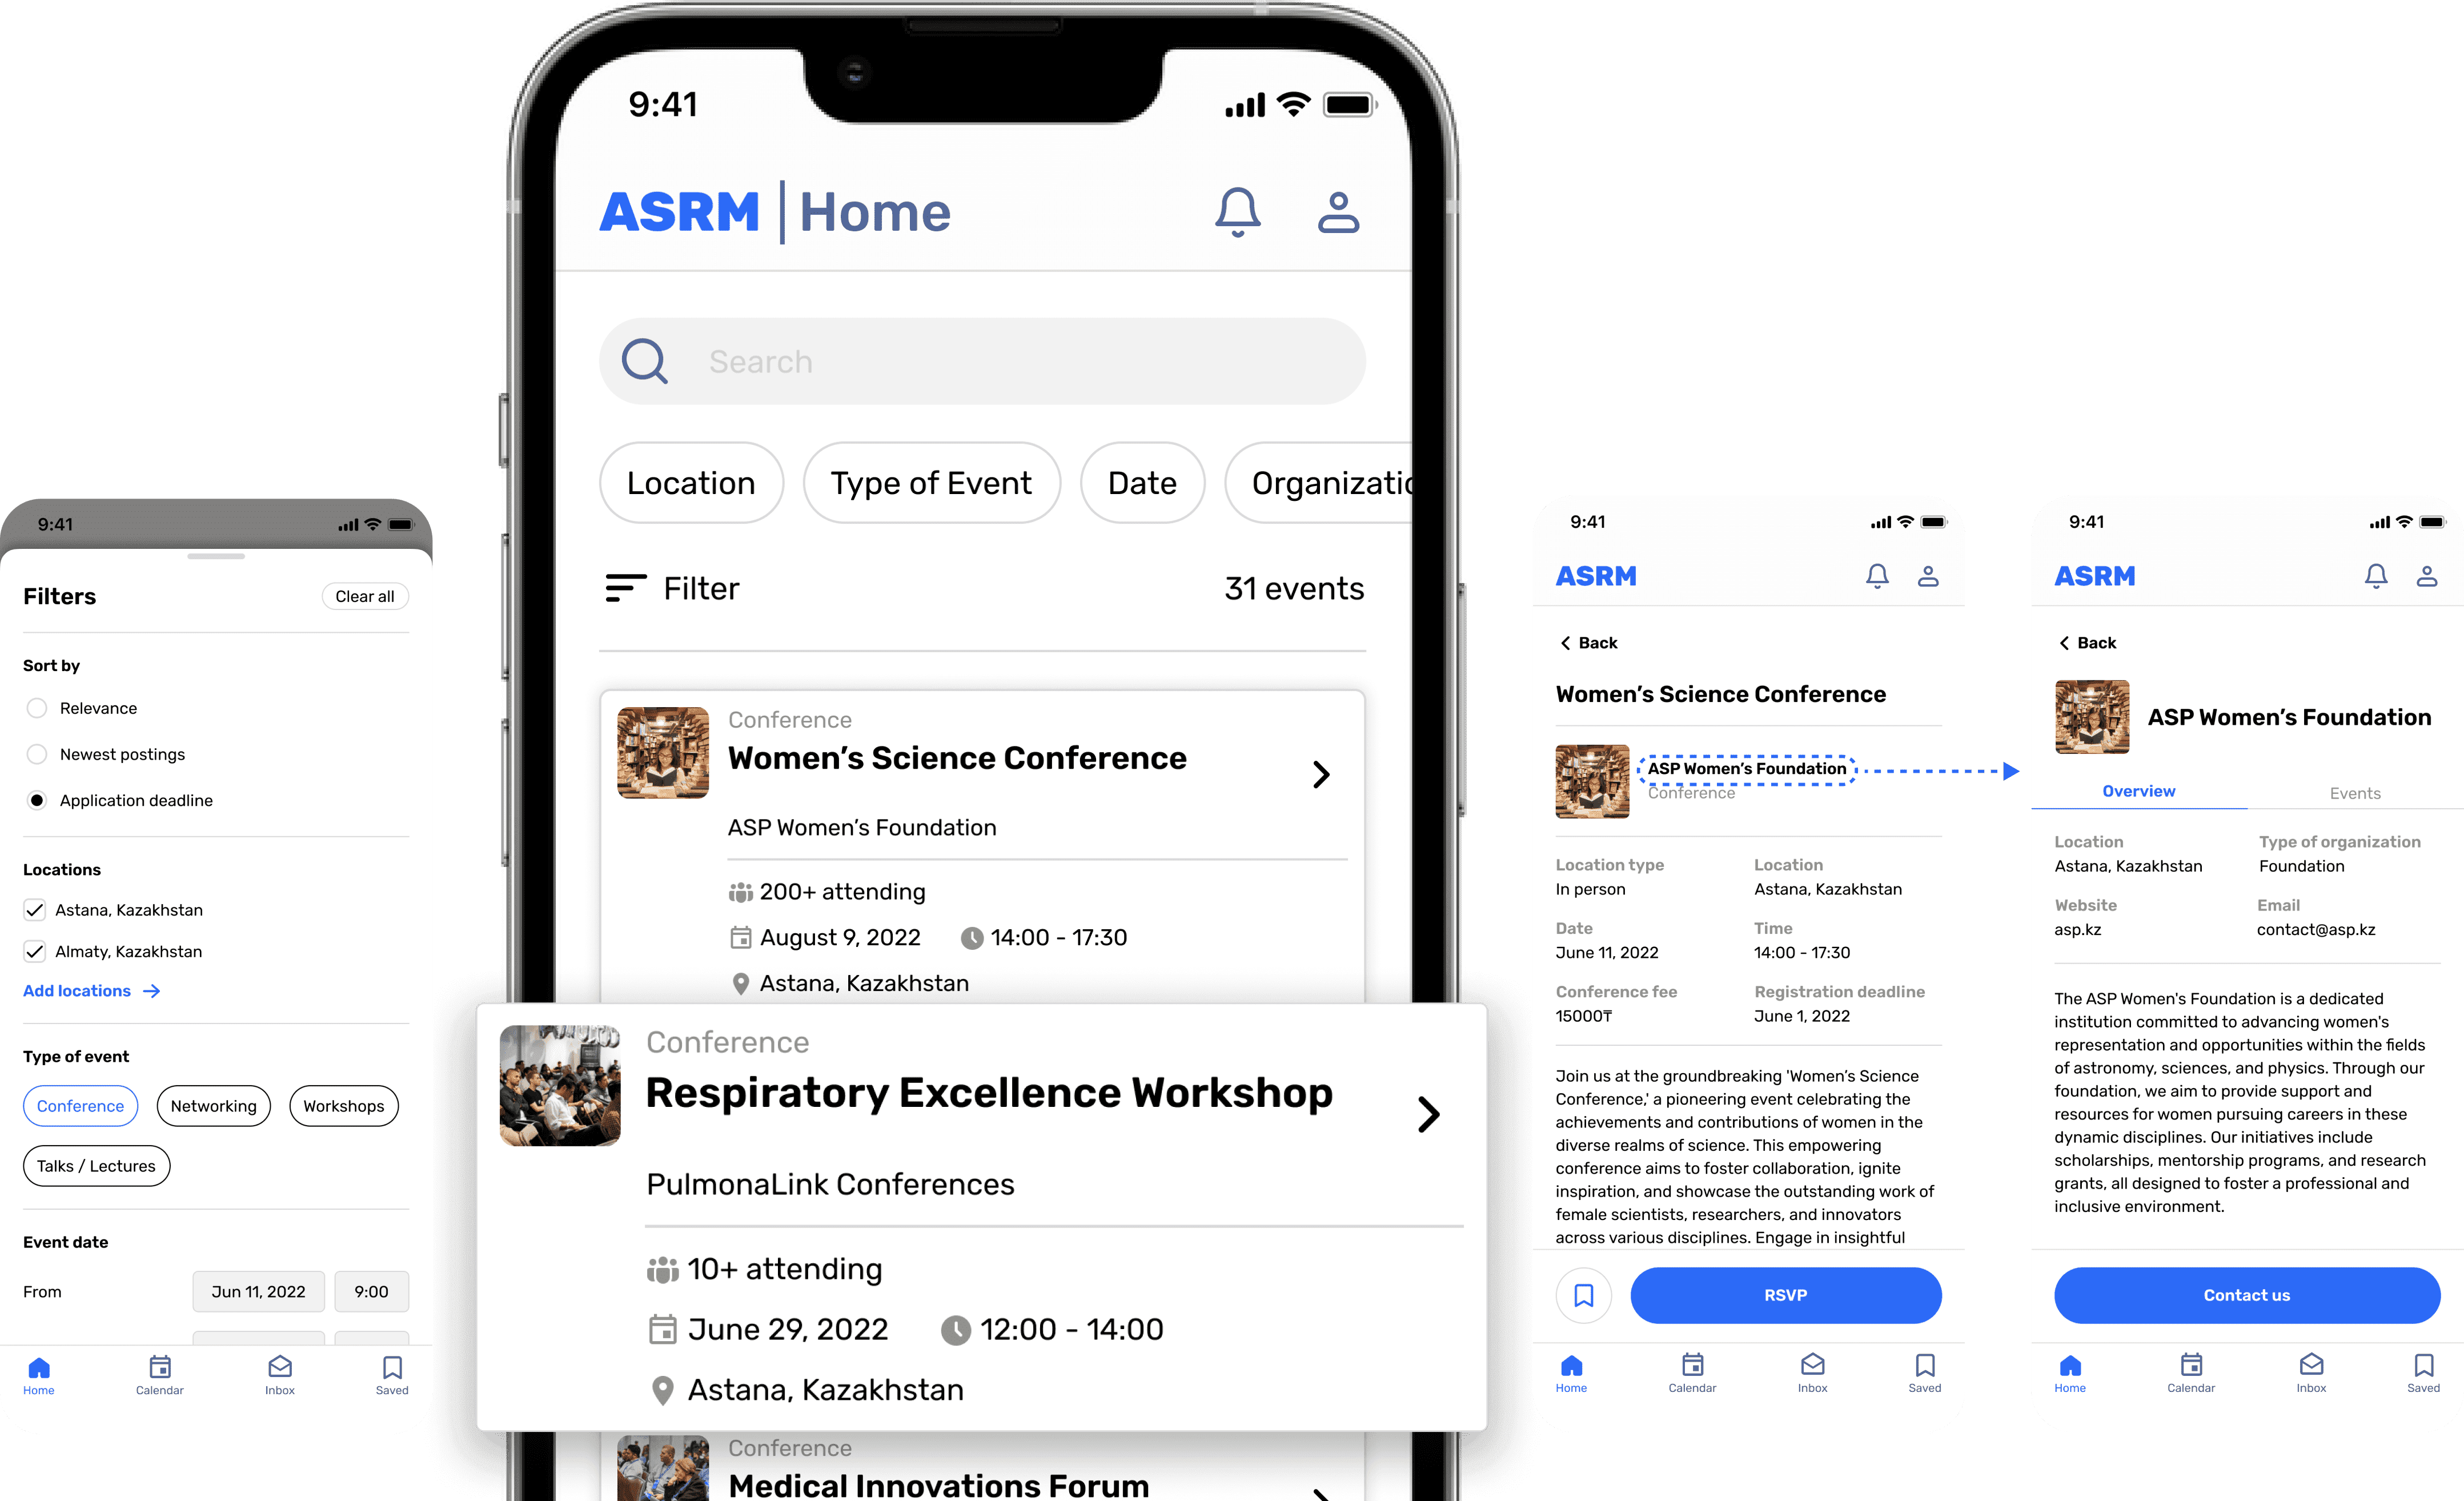 9:41
Filters
Clear all
Sort by
Relevance
Newest postings
Application deadline
Locations
Astana, Kazakhstan
Almaty, Kazakhstan
Add locations
Type of event
Conference
Networking
Workshops
Talks / Lectures
Event date
From
Jun 11, 2022
9:00
Home
Calendar
Inbox
Saved
9:41
ASRM | Home
Search
Location
Type of Event
Date
Organizatio
Filter
31 events
Conference
Women’s Science Conference
ASP Women’s Foundation
200+ attending
August 9, 2022
14:00 - 17:30
Astana, Kazakhstan
Conference
Respiratory Excellence Workshop
PulmonaLink Conferences
10+ attending
June 29, 2022
12:00 - 14:00
Astana, Kazakhstan
Conference
Medical Innovations Forum
9:41
ASRM
Back
Women’s Science Conference
ASP Women’s Foundation
Conference
Location type
In person
Location
Astana, Kazakhstan
Date
June 11, 2022
Time
14:00 - 17:30
Conference fee
15000₸
Registration deadline
June 1, 2022
Join us at the groundbreaking 'Women’s Science
Conference,' a pioneering event celebrating the
achievements and contributions of women in the
diverse realms of science. This empowering
conference aims to foster collaboration, ignite
inspiration, and showcase the outstanding work of
female scientists, researchers, and innovators
across various disciplines. Engage in insightful
RSVP
Home
Calendar
Inbox
Saved
9:41
ASRM
Back
ASP Women’s Foundation
Overview
Events
Location
Astana, Kazakhstan
Type of organization
Foundation
Website
asp.kz
Email
contact@asp.kz
The ASP Women's Foundation is a dedicated
institution committed to advancing women's
representation and opportunities within the fields
of astronomy, sciences, and physics. Through our
foundation, we aim to provide support and
resources for women pursuing careers in these
dynamic disciplines. Our initiatives include
scholarships, mentorship programs, and research
grants, all designed to foster a professional and
inclusive environment.
Contact us
Home
Calendar
Inbox
Saved